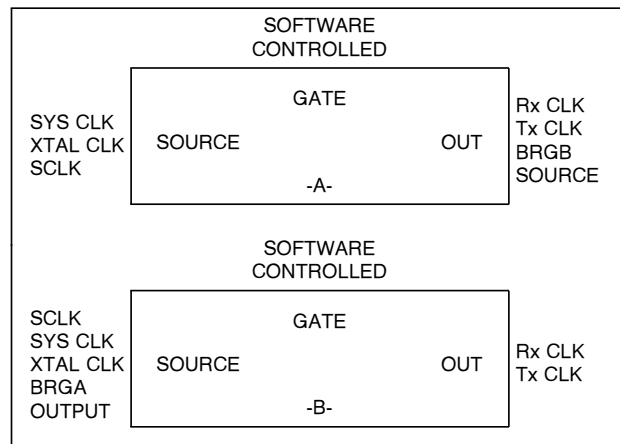 SOFTWARE
CONTROLLED
GATE
SYS CLK
XTAL CLK
SCLK
SOURCE
OUT
Rx CLK
Tx CLK
BRGB
SOURCE
-A-
SOFTWARE
CONTROLLED
GATE
SCLK
SYS CLK
XTAL CLK
BRGA
OUTPUT
SOURCE
OUT
Rx CLK
Tx CLK
-B-